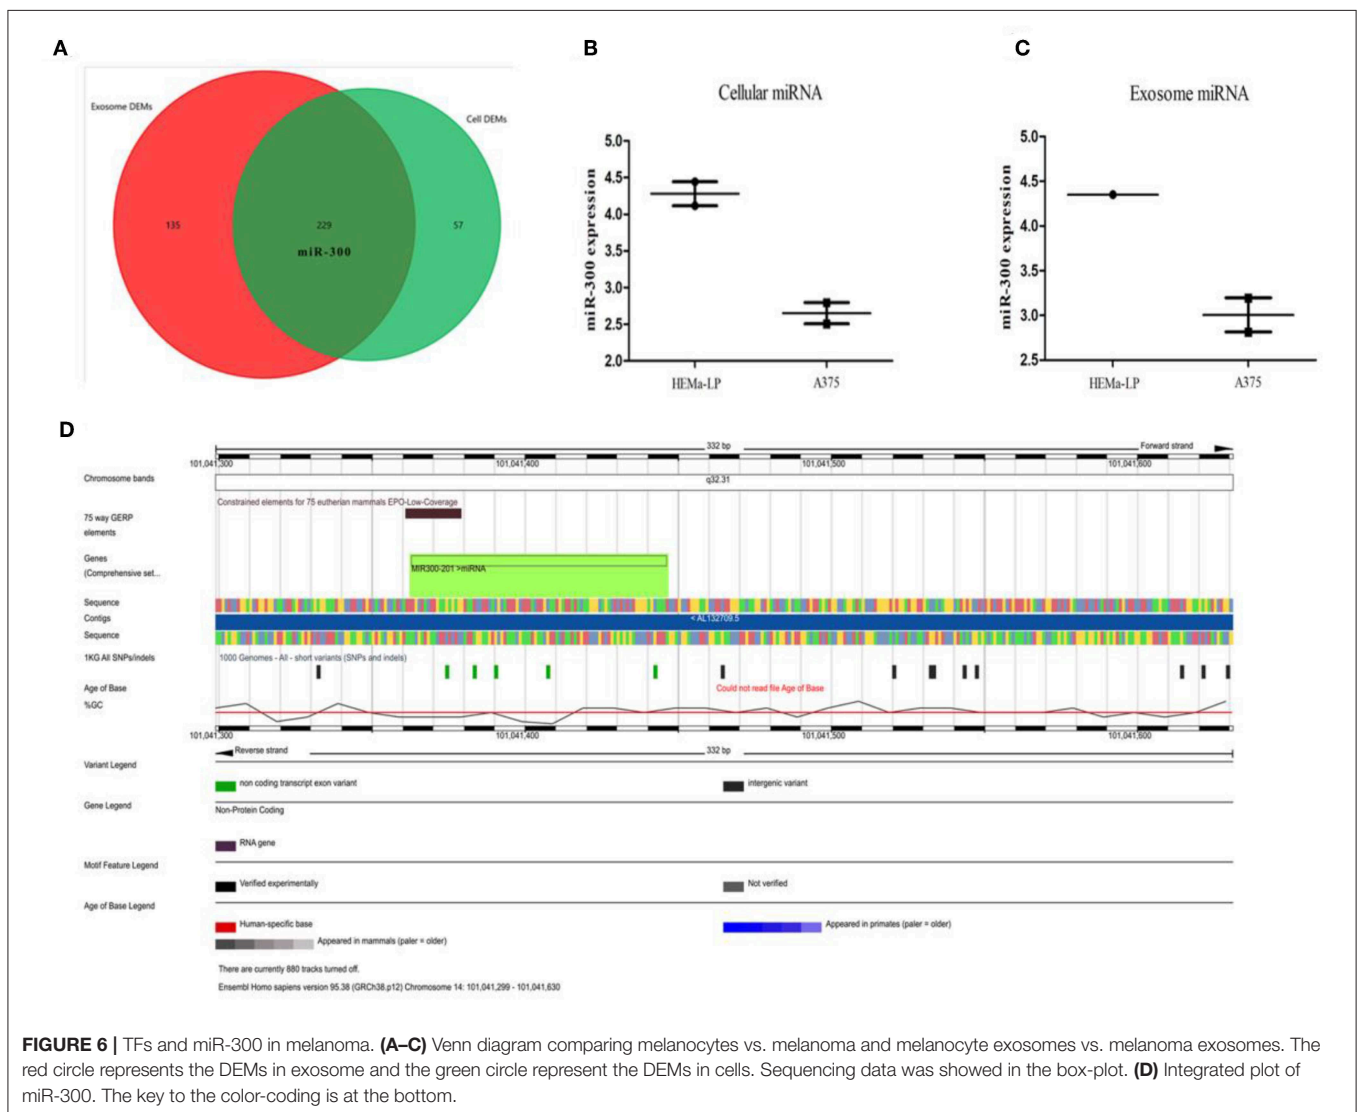 A
Exosome DEMs
Cell DEMs
135
229
57
miR-300
B
Cellular miRNA
miR-300 expression
5.0
4.5
4.0
3.5
3.0
2.5
2.0
HEMa-LP
A375
C
Exosome miRNA
miR-300 expression
5.0
4.5
4.0
3.5
3.0
2.5
HEMa-LP
A375
D
332 bp
Forward strand
101,041,300
101,041,400
101,041,500
101,041,600
Chromosome bands
q32.31
Constrained elements for 75 eutherian mammals EPO-Low-Coverage
75 way GERP
elements
Genes
(Comprehensive set...
MIR300-201 >miRNA
Sequence
Contigs
< AL132709.5
Sequence
1KG All SNPs/indels
1000 Genomes - All - short variants (SNPs and indels)
Age of Base
Could not read file Age of Base
%GC
101,041,300
101,041,400
101,041,500
101,041,600
Reverse strand
332 bp
Variant Legend
non coding transcript exon variant
intergenic variant
Gene Legend
Non-Protein Coding
RNA gene
Motif Feature Legend
Verified experimentally
Not verified
Age of Base Legend
Human-specific base
Appeared in primates (paler = older)
Appeared in mammals (paler = older)
There are currently 880 tracks turned off.
Ensembl Homo sapiens version 95.38 (GRCh38.p12) Chromosome 14: 101,041,299 - 101,041,630
FIGURE 6 | TFs and miR-300 in melanoma. (A–C) Venn diagram comparing melanocytes vs. melanoma and melanocyte exosomes vs. melanoma exosomes. The
red circle represents the DEMs in exosome and the green circle represent the DEMs in cells. Sequencing data was showed in the box-plot. (D) Integrated plot of
miR-300. The key to the color-coding is at the bottom.